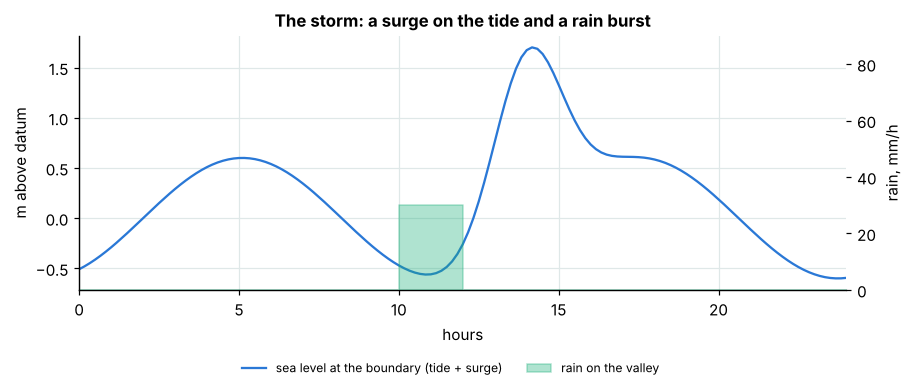 The storm: a surge on the tide and a rain burst
m above datum
1.5
1.0
0.5
0.0
−0.5
80
60
40
20
0
rain, mm/h
0 5 10 15 20
hours
sea level at the boundary (tide + surge) rain on the valley